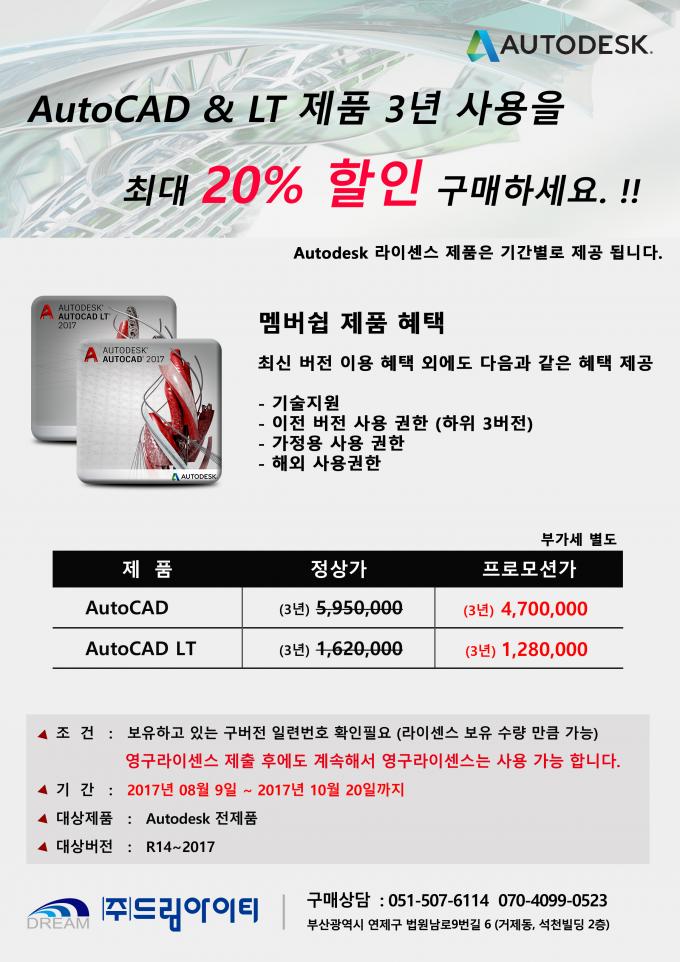 AUTODESK.
AutoCAD & LT 제품 3년 사용을
최대 20% 할인 구매하세요. !!
Autodesk 라이센스 제품은 기간별로 제공 됩니다.
AUTODESK®
AUTOCAD LT®
2017
AUTODESK®
AUTOCAD® 2017
AUTODESK
멤버쉽 제품 혜택
최신 버전 이용 혜택 외에도 다음과 같은 혜택 제공
- 기술지원
- 이전 버전 사용 권한 (하위 3버전)
- 가정용 사용 권한
- 해외 사용권한
부가세 별도
제 품 정상가 프로모션가
AutoCAD (3년) 5,950,000 (3년) 4,700,000
AutoCAD LT (3년) 1,620,000 (3년) 1,280,000
조 건 : 보유하고 있는 구버전 일련번호 확인필요 (라이센스 보유 수량 만큼 가능)
영구라이센스 제출 후에도 계속해서 영구라이센스는 사용 가능 합니다.
기 간 : 2017년 08월 9일 ~ 2017년 10월 20일까지
대상제품 : Autodesk 전제품
대상버전 : R14~2017
DREAM ㈜드림아이티
구매상담 : 051-507-6114 070-4099-0523
부산광역시 연제구 법원남로9번길 6 (거제동, 석천빌딩 2층)